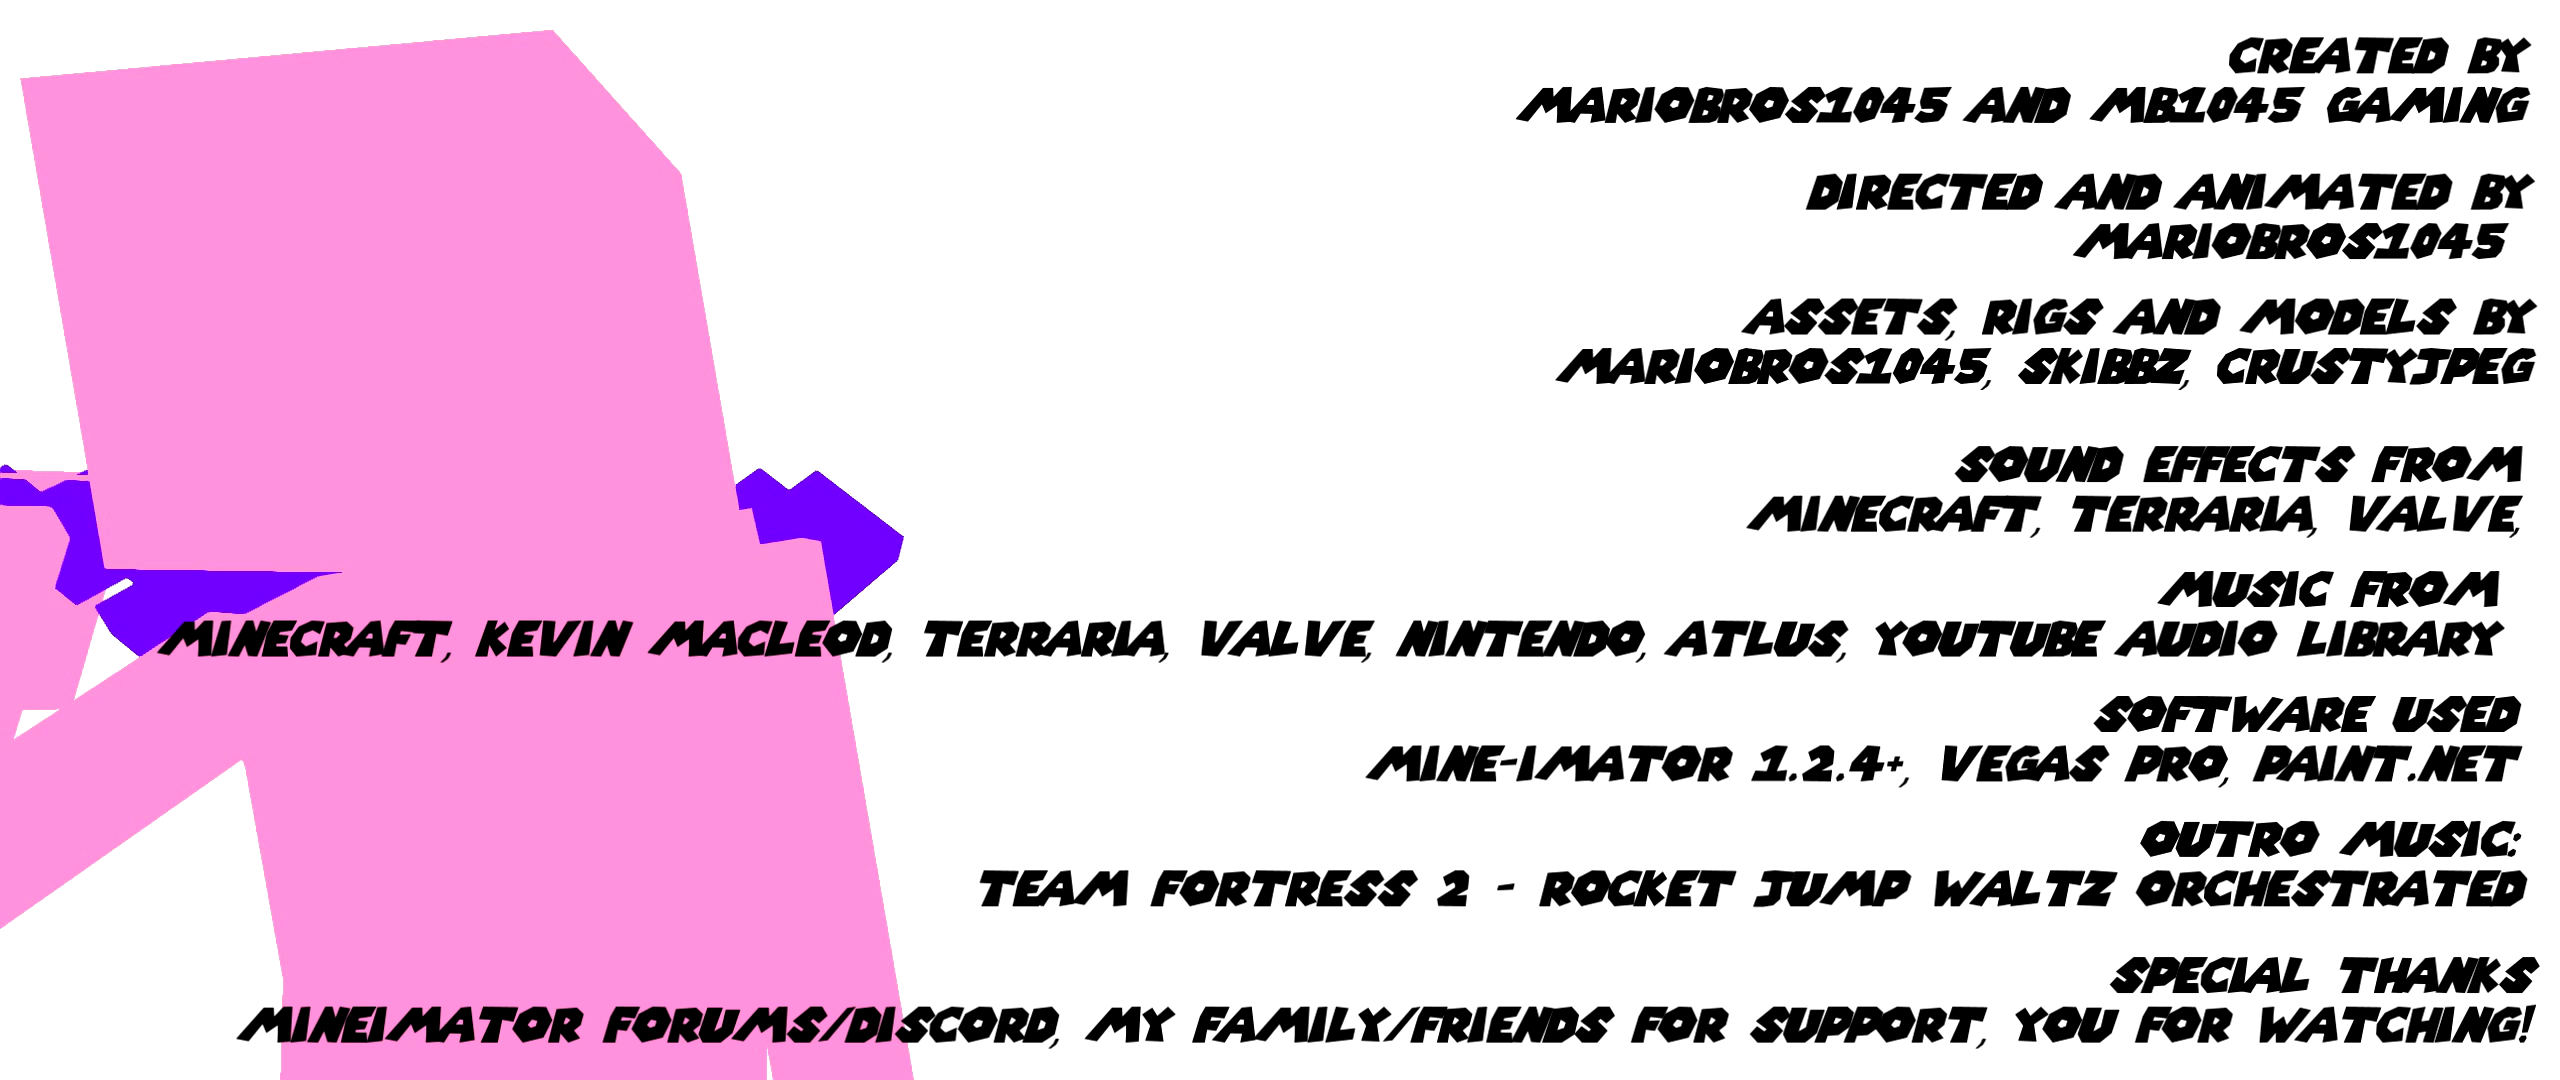 CREATED BY
MARIOBROS1045 AND MB1045 GAMING
DIRECTED AND ANIMATED BY
MARIOBROS1045
ASSETS, RIGS AND MODELS BY
MARIOBROS1045, SKIBBZ, CRUSTYJPEG
SOUND EFFECTS FROM
MINECRAFT, TERRARIA, VALVE,
MUSIC FROM
MINECRAFT, KEVIN MACLEOD, TERRARIA, VALVE, NINTENDO, ATLUS, YOUTUBE AUDIO LIBRARY
SOFTWARE USED
MINE-IMATOR 1.2.4+, VEGAS PRO, PAINT.NET
OUTRO MUSIC:
TEAM FORTRESS 2 - ROCKET JUMP WALTZ ORCHESTRATED
SPECIAL THANKS
MINEIMATOR FORUMS/DISCORD, MY FAMILY/FRIENDS FOR SUPPORT, YOU FOR WATCHING!